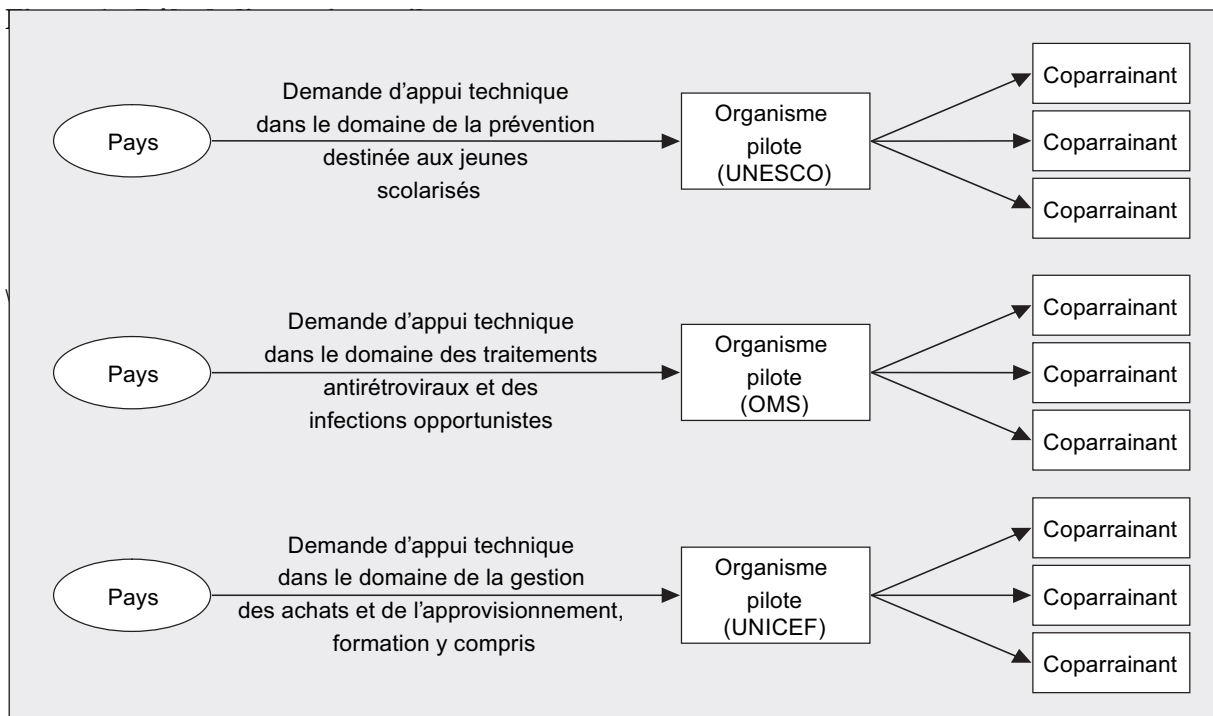 Pays
Demande d'appui technique
dans le domaine de la prévention
destinée aux jeunes
scolarisés
Organisme
pilote
(UNESCO)
Coparrainant
Coparrainant
Coparrainant
Pays
Demande d'appui technique
dans le domaine des traitements
antirétroviraux et des
infections opportunistes
Organisme
pilote
(OMS)
Coparrainant
Coparrainant
Coparrainant
Pays
Demande d'appui technique
dans le domaine de la gestion
des achats et de l'approvisionnement,
formation y compris
Organisme
pilote
(UNICEF)
Coparrainant
Coparrainant
Coparrainant